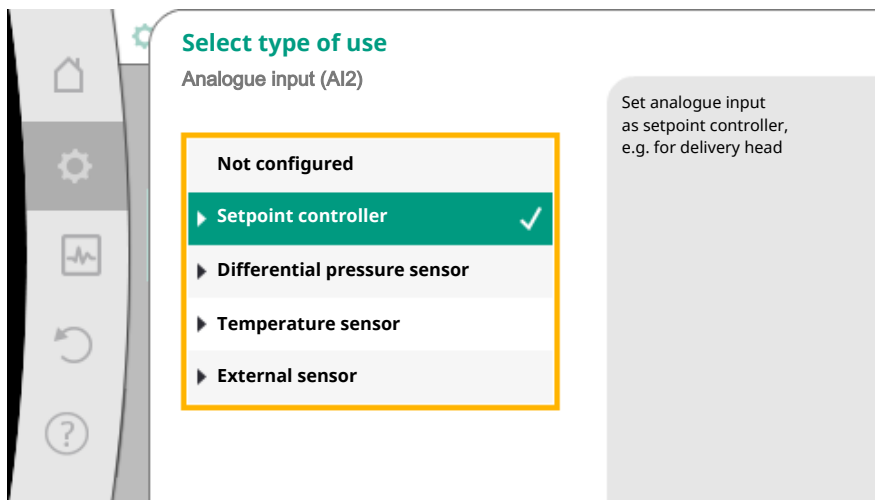 Select type of use
Analogue input (AI2)
Not configured
Setpoint controller
Differential pressure sensor
Temperature sensor
External sensor
Set analogue input
as setpoint controller,
e.g. for delivery head
?